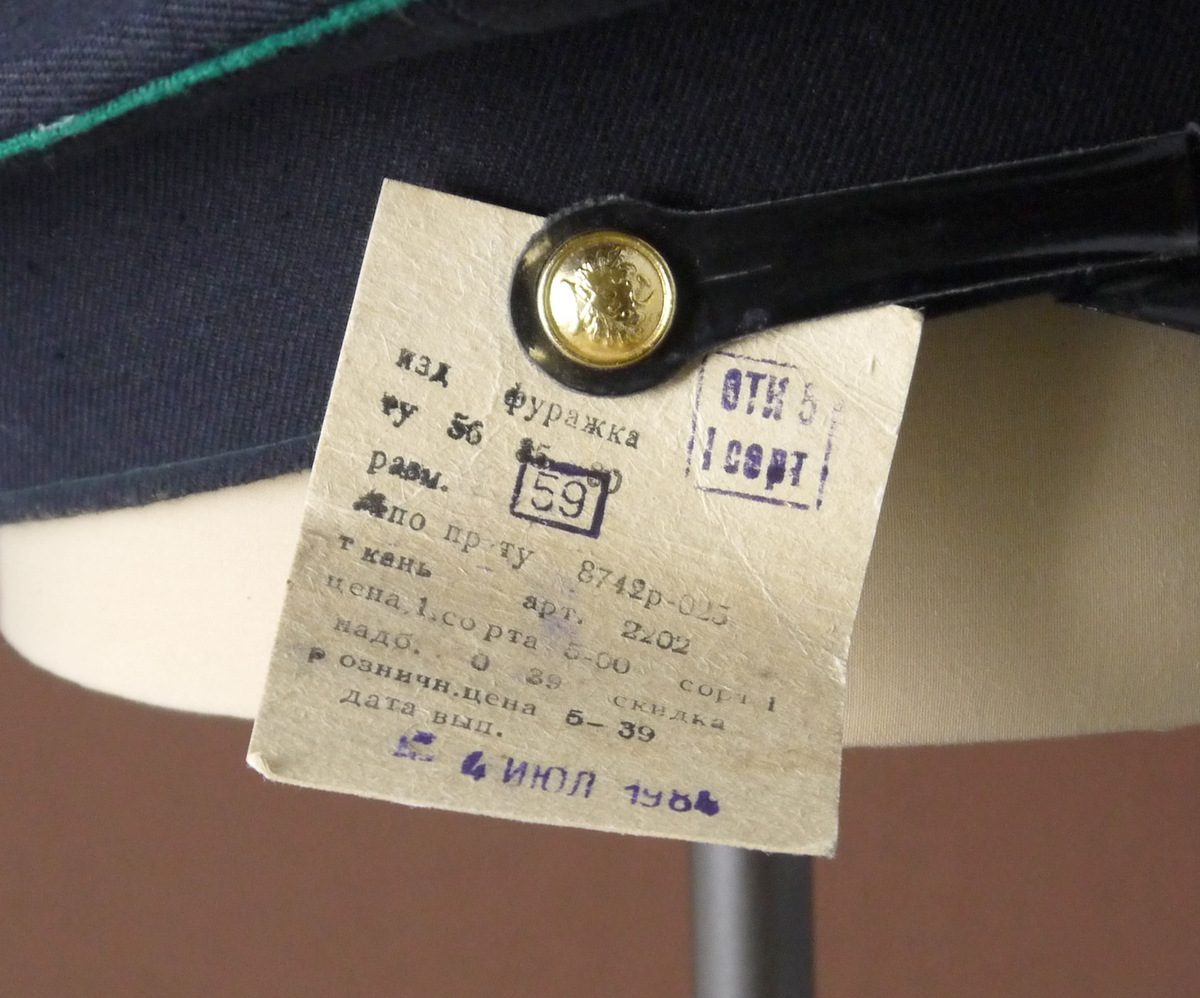 изд фуражка
ОТК 5
1 сорт
ту 56
разм. 59
по пр-ту 8742р-025
ткань арт. 2202
цена 1.сорта 5-00 сорт 1
надб. 0 39 скидка
розничн.цена 5-39
дата вып.
4 ИЮЛ 1984